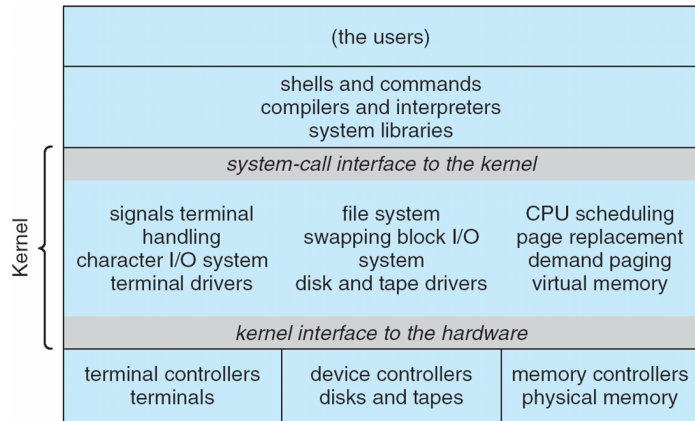 (the users)
shells and commands
compilers and interpreters
system libraries
Kernel
system-call interface to the kernel
signals terminal
handling
character I/O system
terminal drivers
file system
swapping block I/O
system
disk and tape drivers
CPU scheduling
page replacement
demand paging
virtual memory
kernel interface to the hardware
terminal controllers
terminals
device controllers
disks and tapes
memory controllers
physical memory